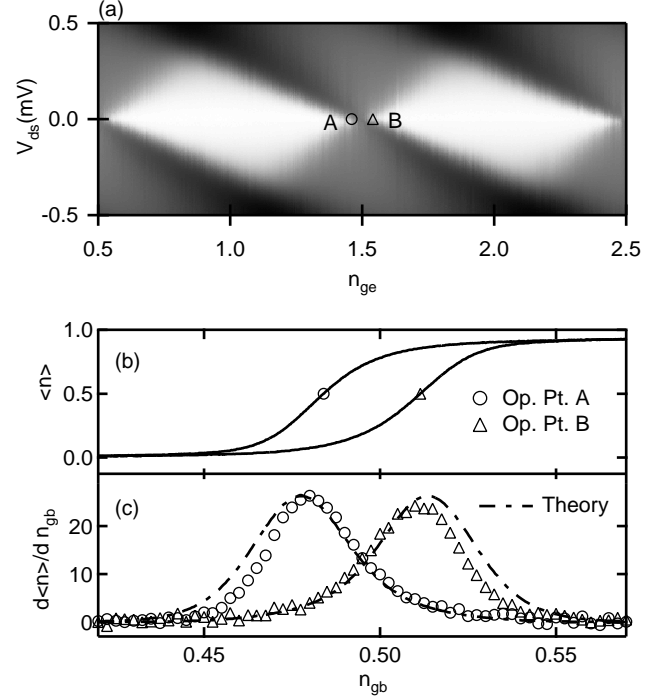 (a)
0.5
0.0
-0.5
V_ds(mV)
A
B
0.5
1.0
1.5
2.0
2.5
n_ge
(b)
1.0
0.5
0.0
<n>
Op. Pt. A
Op. Pt. B
(c)
20
10
0
d<n>/d n_gb
Theory
0.45
0.50
0.55
n_gb